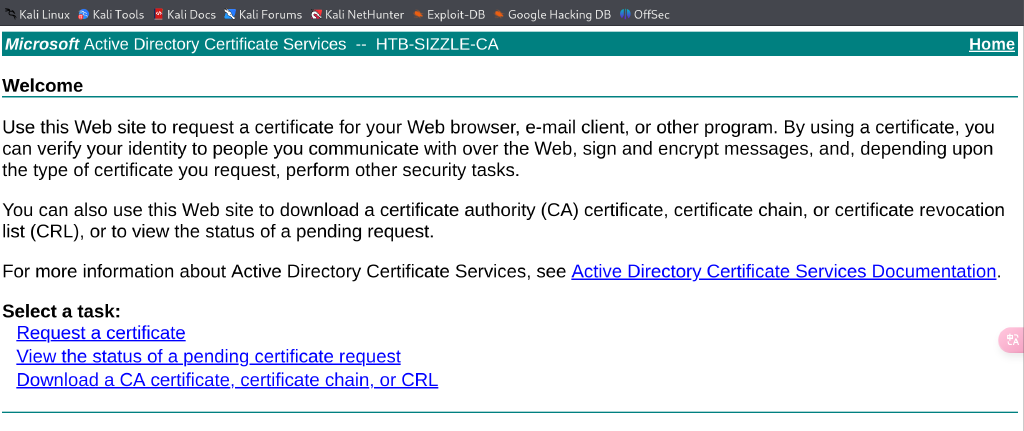 Kali Linux Kali Tools Kali Docs Kali Forums Kali NetHunter Exploit-DB Google Hacking DB OffSec
Microsoft Active Directory Certificate Services -- HTB-SIZZLE-CA Home
Welcome
Use this Web site to request a certificate for your Web browser, e-mail client, or other program. By using a certificate, you
can verify your identity to people you communicate with over the Web, sign and encrypt messages, and, depending upon
the type of certificate you request, perform other security tasks.
You can also use this Web site to download a certificate authority (CA) certificate, certificate chain, or certificate revocation
list (CRL), or to view the status of a pending request.
For more information about Active Directory Certificate Services, see Active Directory Certificate Services Documentation.
Select a task:
Request a certificate
View the status of a pending certificate request
Download a CA certificate, certificate chain, or CRL